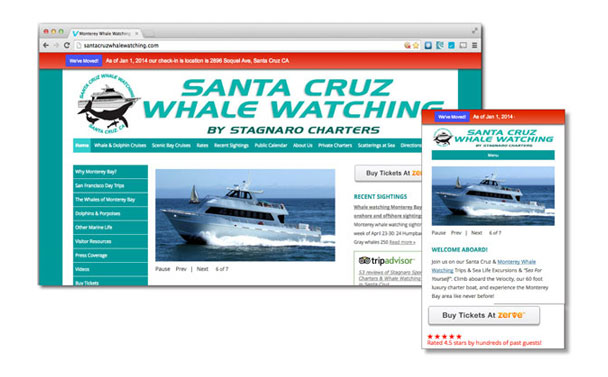 Monterey Whale Watching
santacruzwhalewatching.com
We've Moved! As of Jan 1, 2014 our check-in is location is 2896 Soquel Ave, Santa Cruz CA
SANTA CRUZ WHALE WATCHING
SANTA CRUZ, CA
SANTA CRUZ
WHALE WATCHING
BY STAGNARO CHARTERS
Home Whale & Dolphin Cruises Scenic Bay Cruises Rates Recent Sightings Public Calendar About Us Private Charters Scatterings at Sea Directions
Why Monterey Bay?
San Francisco Day Trips
The Whales of Monterey Bay
Dolphins & Porpoises
Other Marine Life
Visitor Resources
Press Coverage
Videos
Buy Tickets
Pause Prev | Next 6 of 7
Buy Tickets At zerve
RECENT SIGHTINGS
Whale watching Monterey Bay
onshore and offshore sightings
Monterey whale watching sightings
week of April 23-30: 24 Humpback
Gray whales 250 Read more »
tripadvisor
53 reviews of Stagnaro Spo
Charters & Whale Watching
in Santa Cruz
We've Moved! As of Jan 1, 2014 -
SANTA CRUZ
WHALE WATCHING
BY STAGNARO CHARTERS
Menu
Pause Prev | Next 6 of 7
WELCOME ABOARD!
Join us on our Santa Cruz & Monterey Whale
Watching Trips & Sea Life Excursions & "Sea For
Yourself". Climb aboard the Velocity, our 60 foot
luxury charter boat, and experience the Monterey
Bay area like never before!
Buy Tickets At zerve
Rated 4.5 stars by hundreds of past guests!